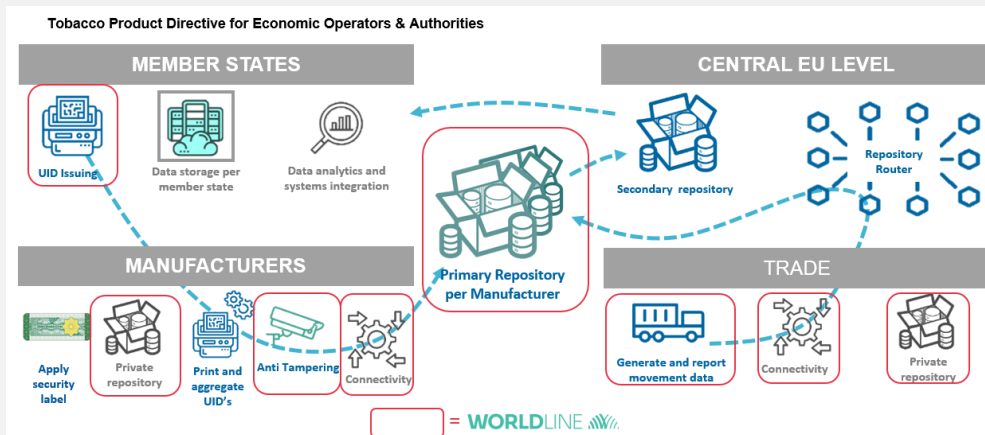 Tobacco Product Directive for Economic Operators & Authorities
MEMBER STATES
UID Issuing
Data storage per
member state
Data analytics and
systems integration
CENTRAL EU LEVEL
Secondary repository
Repository
Router
Primary Repository
per Manufacturer
MANUFACTURERS
Apply
security
label
Private
repository
Print and
aggregate
UID's
Anti Tampering
Connectivity
TRADE
Generate and report
movement data
Connectivity
Private
repository
= WORLDLINE